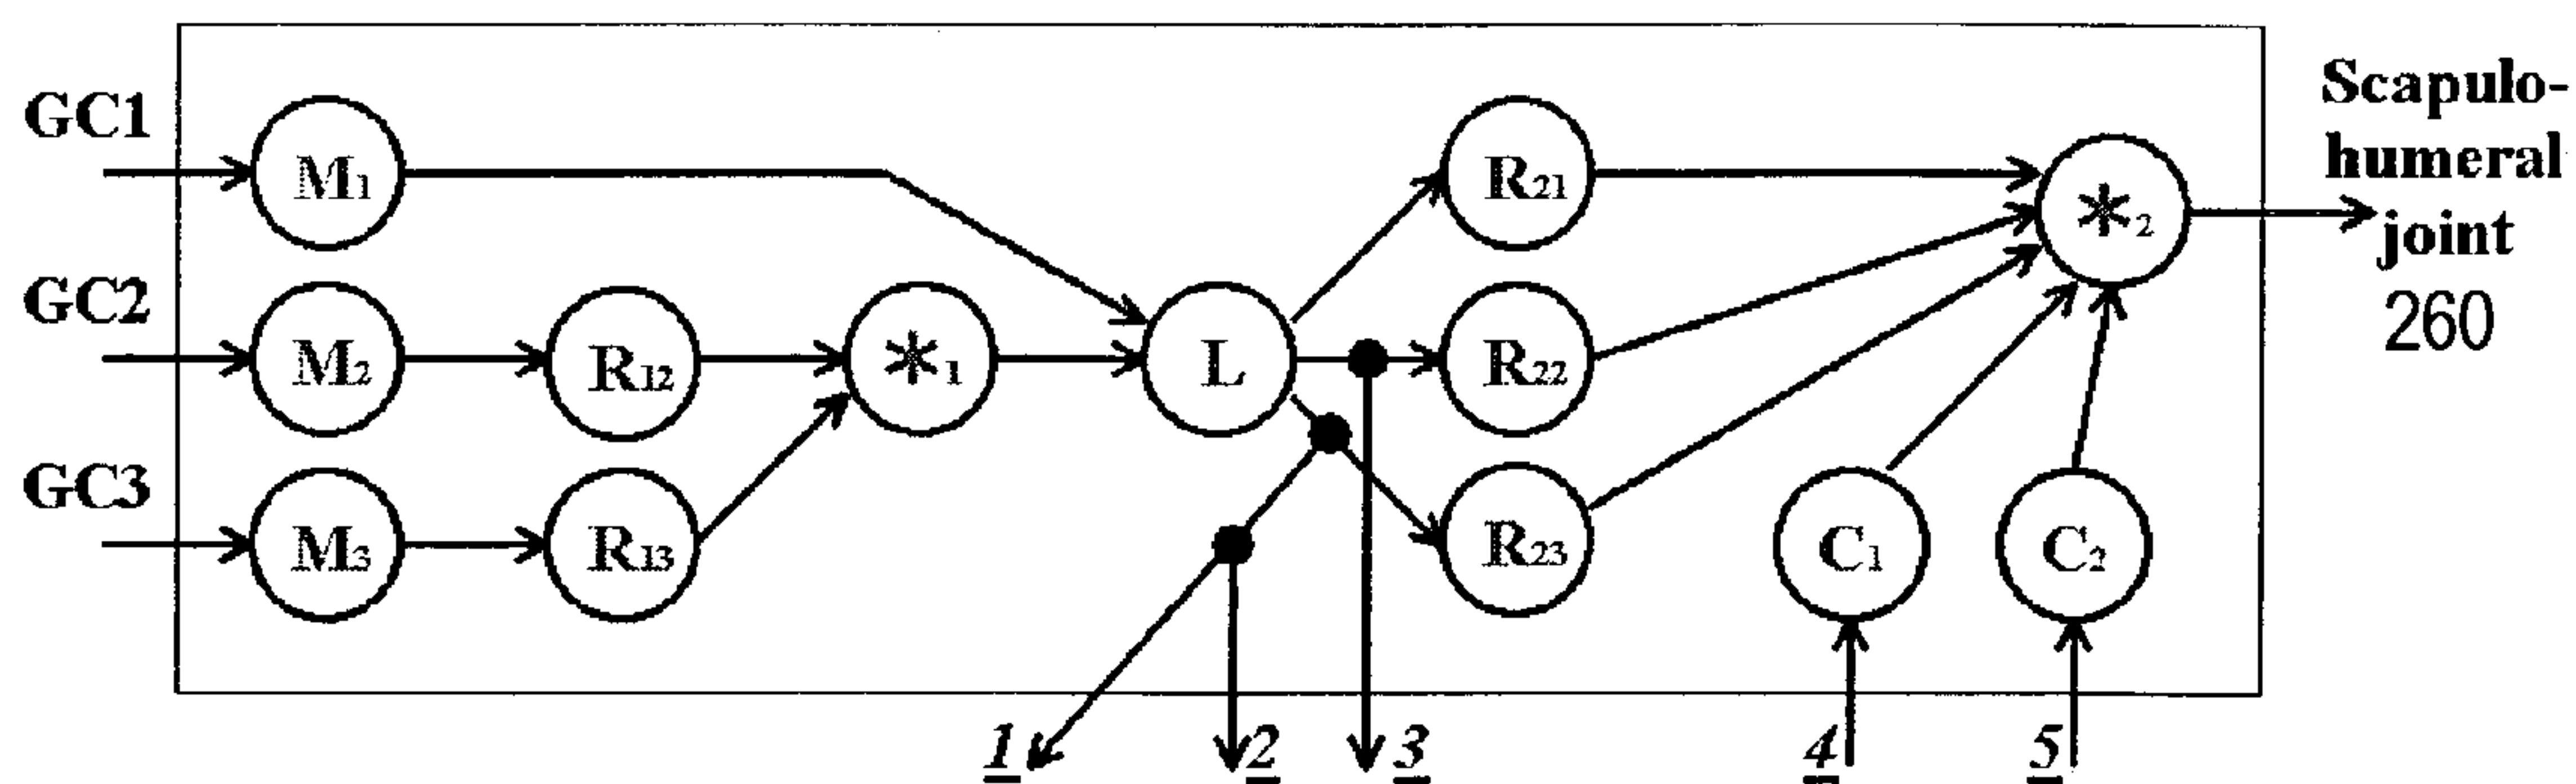 GC1
GC2
GC3
M1
M2
M3
R12
R13
*1
L
R21
R22
R23
*2
C1
C2
Scapulo-
humeral
joint
260
1
2
3
4
5